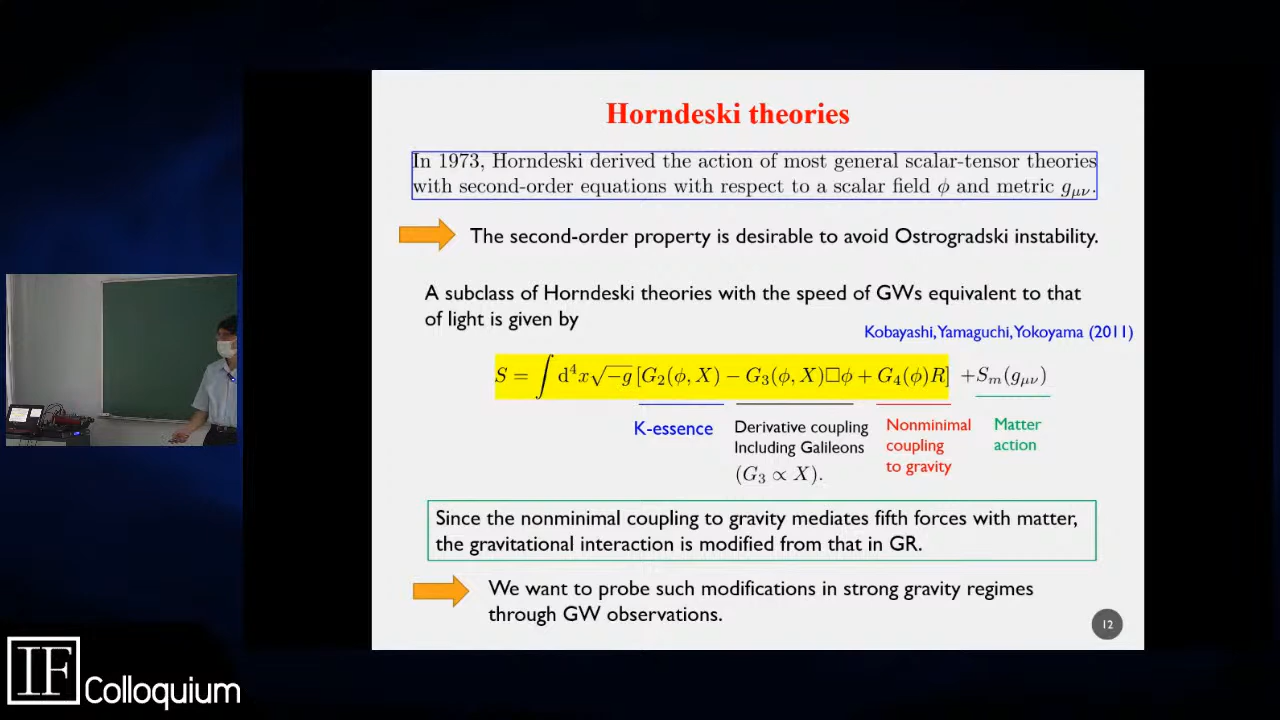 Horndeski theories
In 1973, Horndeski derived the action of most general scalar-tensor theories
with second-order equations with respect to a scalar field ϕ and metric g_{μν}.
The second-order property is desirable to avoid Ostrogradski instability.
A subclass of Horndeski theories with the speed of GWs equivalent to that
of light is given by
Kobayashi, Yamaguchi, Yokoyama (2011)
S = ∫ d⁴x√−g [G₂(ϕ, X) − G₃(ϕ, X)□ϕ + G₄(ϕ)R] +S_m(g_{μν})
K-essence
Derivative coupling
Including Galileons
(G₃ ∝ X).
Nonminimal
coupling
to gravity
Matter
action
Since the nonminimal coupling to gravity mediates fifth forces with matter,
the gravitational interaction is modified from that in GR.
We want to probe such modifications in strong gravity regimes
through GW observations.
12
IF
Colloquium